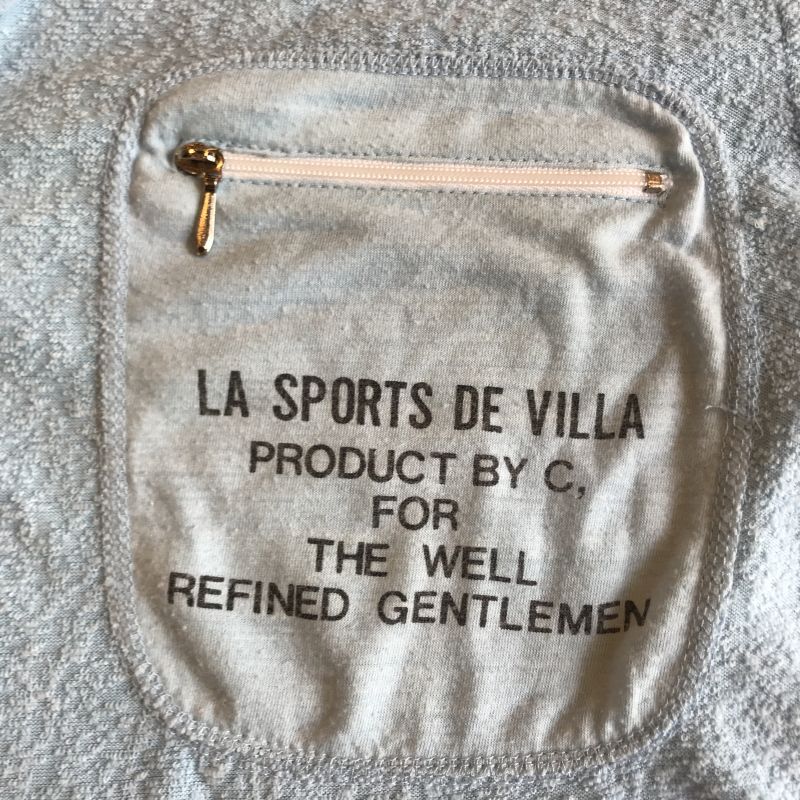 LA SPORTS DE VILLA
PRODUCT BY C,
FOR
THE WELL
REFINED GENTLEMEN